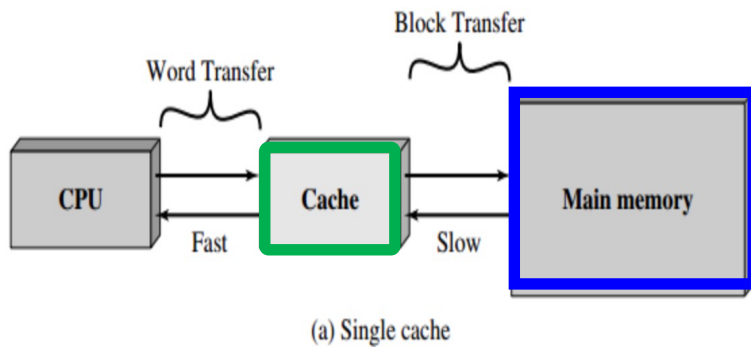 Block Transfer
Word Transfer
CPU
Cache
Main memory
Fast
Slow
(a) Single cache